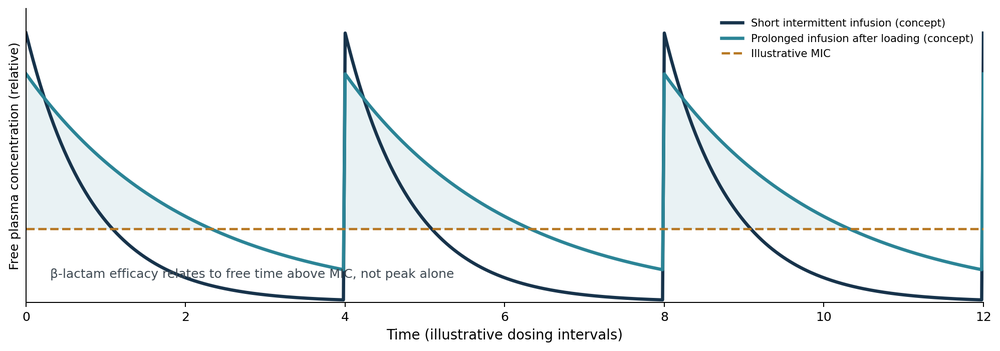 Short intermittent infusion (concept)
Prolonged infusion after loading (concept)
Illustrative MIC
Free plasma concentration (relative)
β-lactam efficacy relates to free time above MIC, not peak alone
0 2 4 6 8 10 12
Time (illustrative dosing intervals)